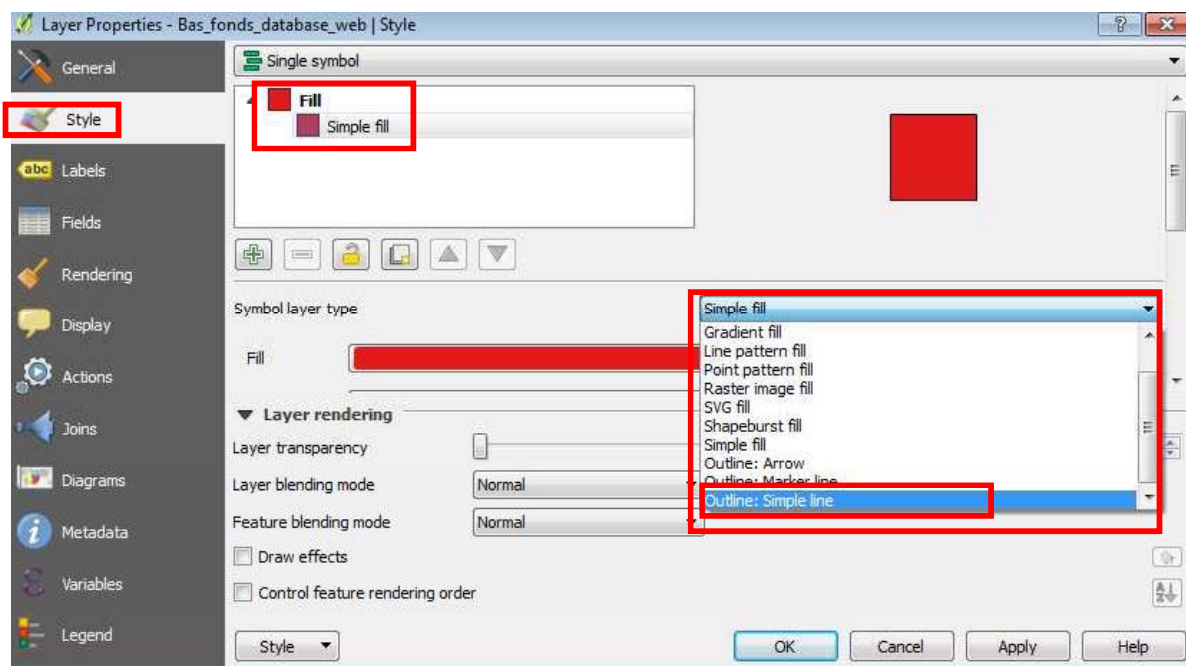 Layer Properties - Bas_fonds_database_web | Style
General
Style
Labels
Fields
Rendering
Display
Actions
Joins
Diagrams
Metadata
Variables
Legend
Single symbol
Fill
Simple fill
Symbol layer type
Simple fill
Gradient fill
Line pattern fill
Point pattern fill
Raster image fill
SVG fill
Shapeburst fill
Simple fill
Outline: Arrow
Outline: Marker line
Outline: Simple line
Fill
Layer rendering
Layer transparency
Layer blending mode
Normal
Feature blending mode
Normal
Draw effects
Control feature rendering order
Style
OK
Cancel
Apply
Help